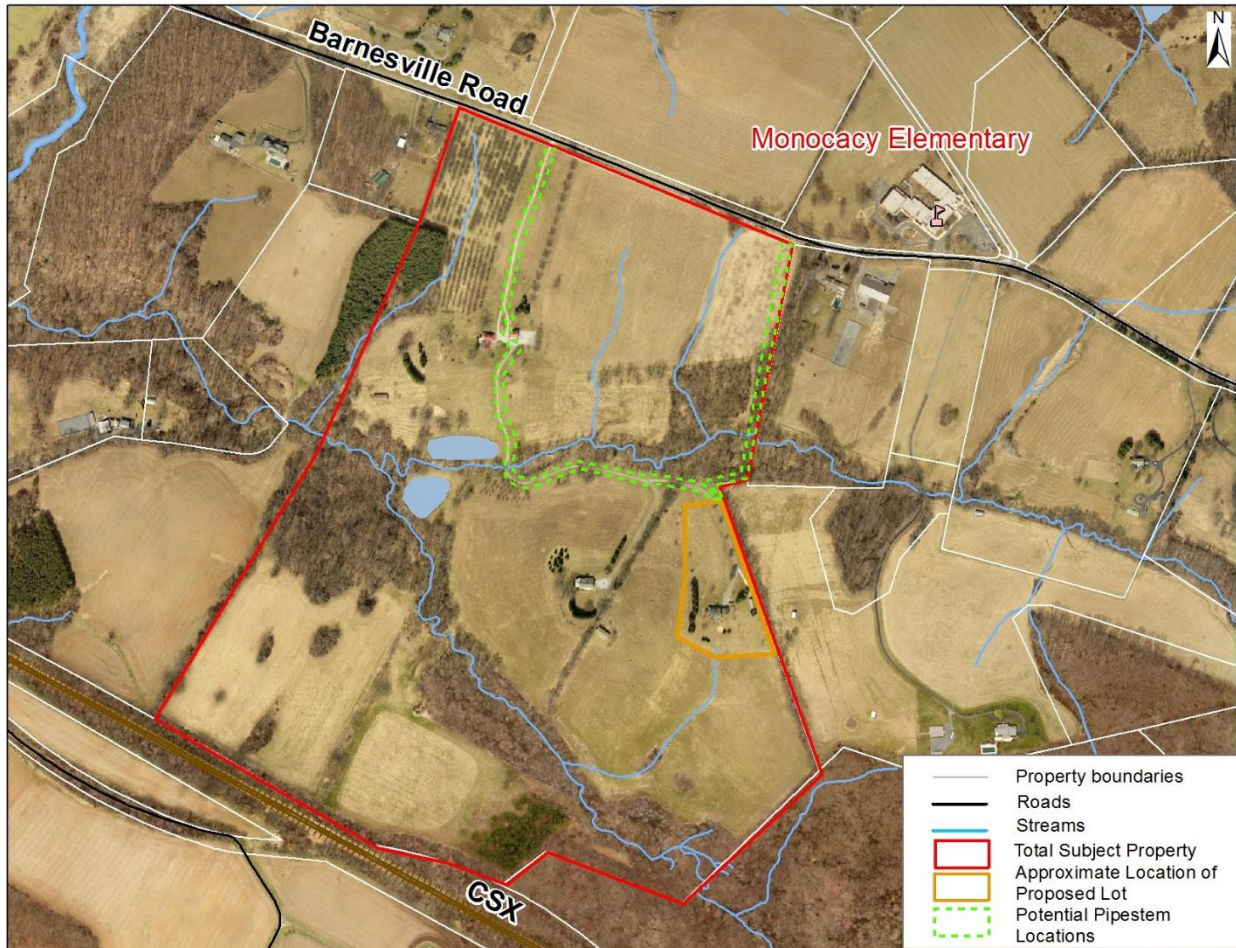 N
Barnesville Road
Monocacy Elementary
CSX
Property boundaries
Roads
Streams
Total Subject Property
Approximate Location of
Proposed Lot
Potential Pipestem
Locations